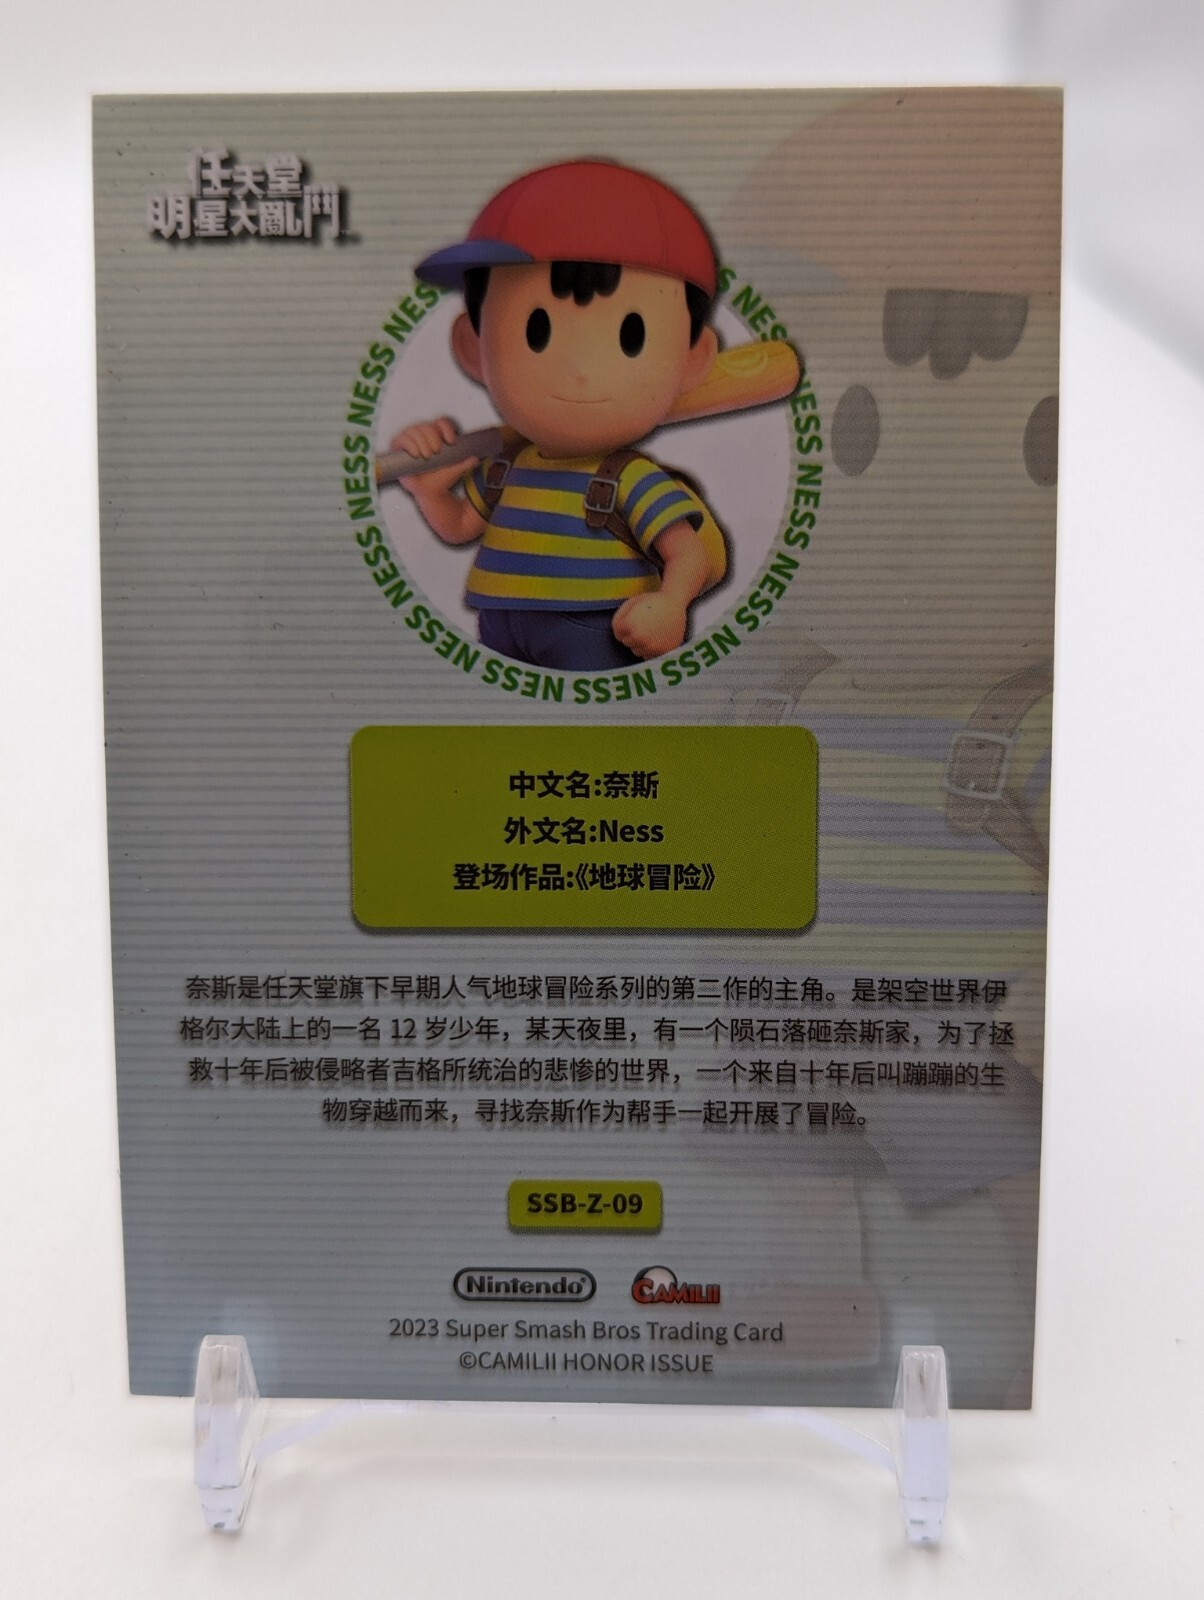 任天堂
明星大亂鬥
NESS NESS NESS NESS NESS NESS NESS NESS NESS NESS NESS NESS
中文名:奈斯
外文名:Ness
登场作品:《地球冒险》
奈斯是任天堂旗下早期人气地球冒险系列的第二作的主角。是架空世界伊
格尔大陆上的一名 12 岁少年，某天夜里，有一个陨石落砸奈斯家，为了拯
救十年后被侵略者吉格所统治的悲惨的世界，一个来自十年后叫蹦蹦的生
物穿越而来，寻找奈斯作为帮手一起开展了冒险。
SSB-Z-09
Nintendo®
CAMILII
2023 Super Smash Bros Trading Card
©CAMILII HONOR ISSUE